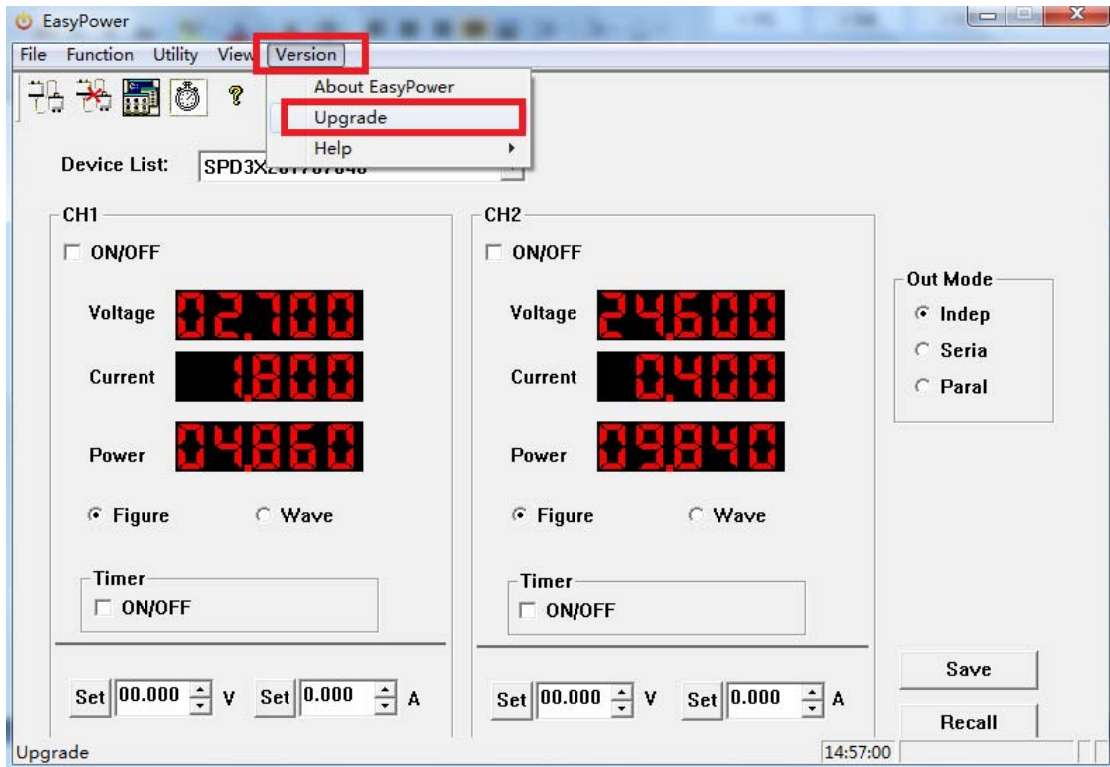 EasyPower
File Function Utility View Version
About EasyPower
Upgrade
Help
Device List:
CH1
ON/OFF
Voltage 02.700
Current 1.800
Power 04.860
Figure Wave
Timer
ON/OFF
Set 00.000 V Set 0.000 A
CH2
ON/OFF
Voltage 24.600
Current 0.400
Power 09.840
Figure Wave
Timer
ON/OFF
Set 00.000 V Set 0.000 A
Out Mode
Indep
Seria
Paral
Save
Recall
Upgrade 14:57:00